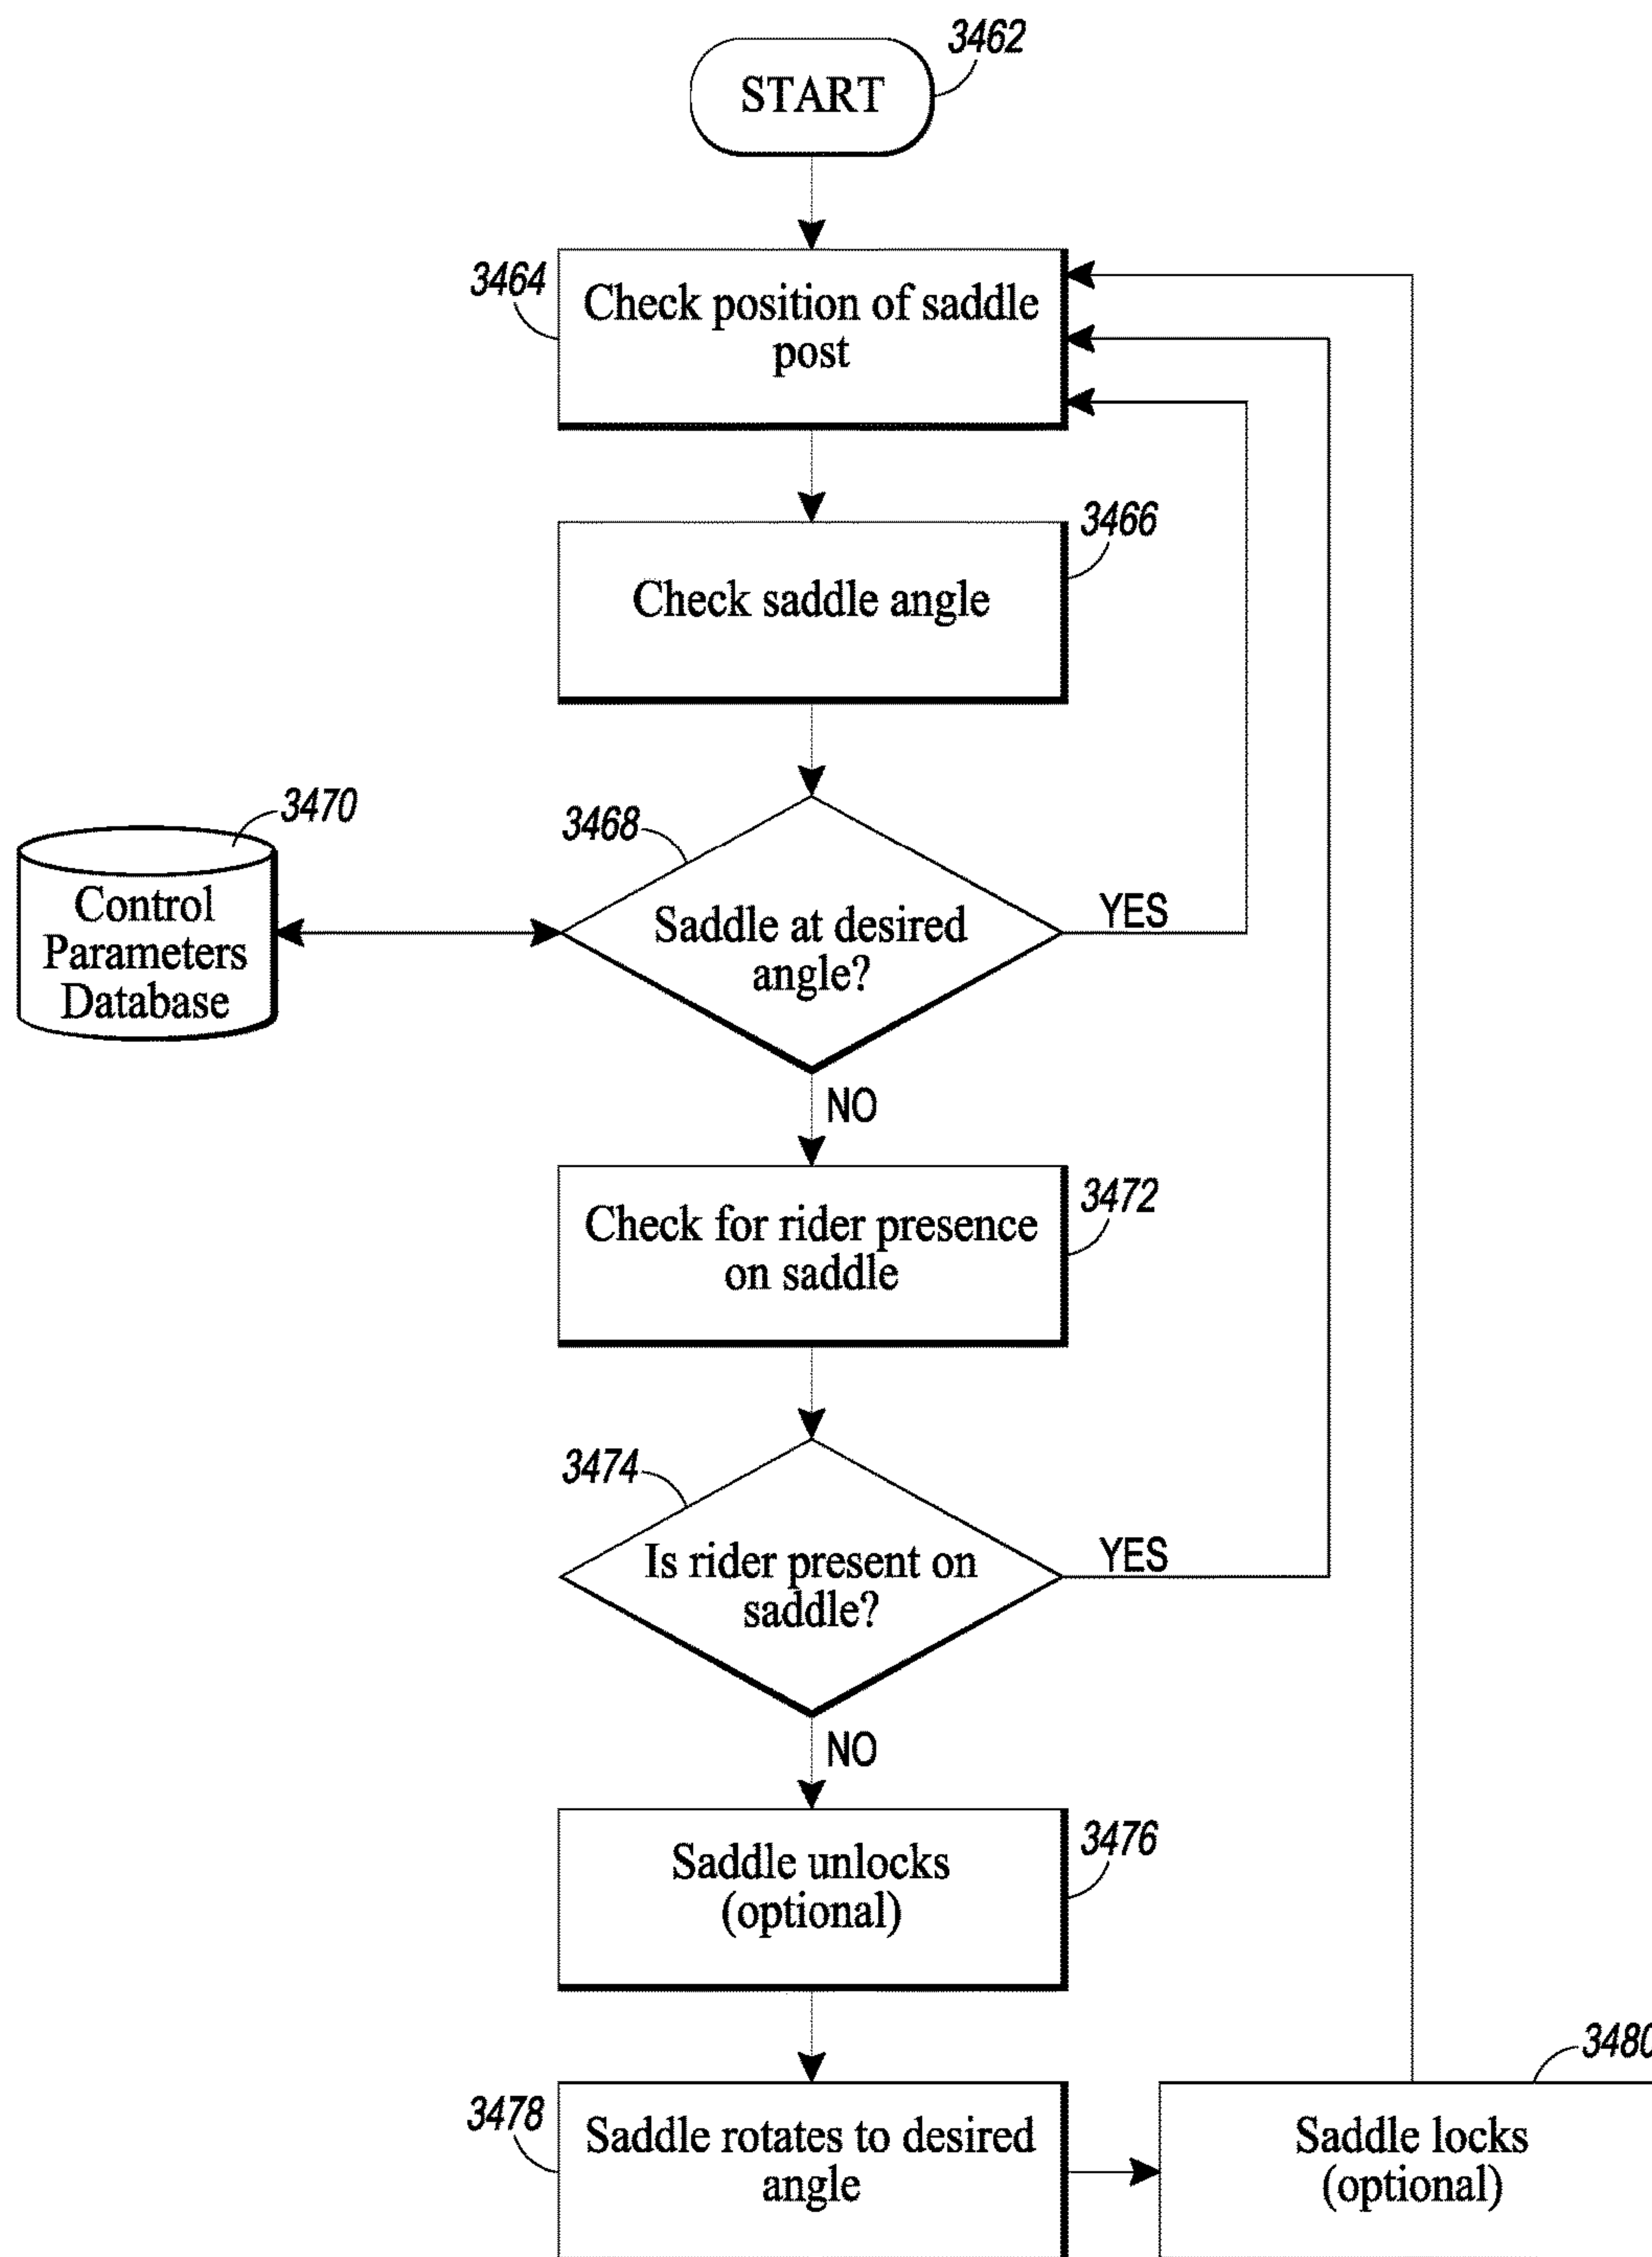 3462
START
3464
Check position of saddle
post
3466
Check saddle angle
3470
3468
Control
Parameters
Database
Saddle at desired
angle?
YES
NO
3472
Check for rider presence
on saddle
3474
Is rider present on
saddle?
YES
NO
3476
Saddle unlocks
(optional)
3480
3478
Saddle rotates to desired
angle
Saddle locks
(optional)